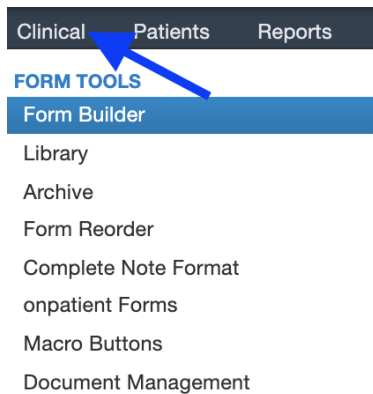 Clinical Patients Reports
FORM TOOLS
Form Builder
Library
Archive
Form Reorder
Complete Note Format
onpatient Forms
Macro Buttons
Document Management